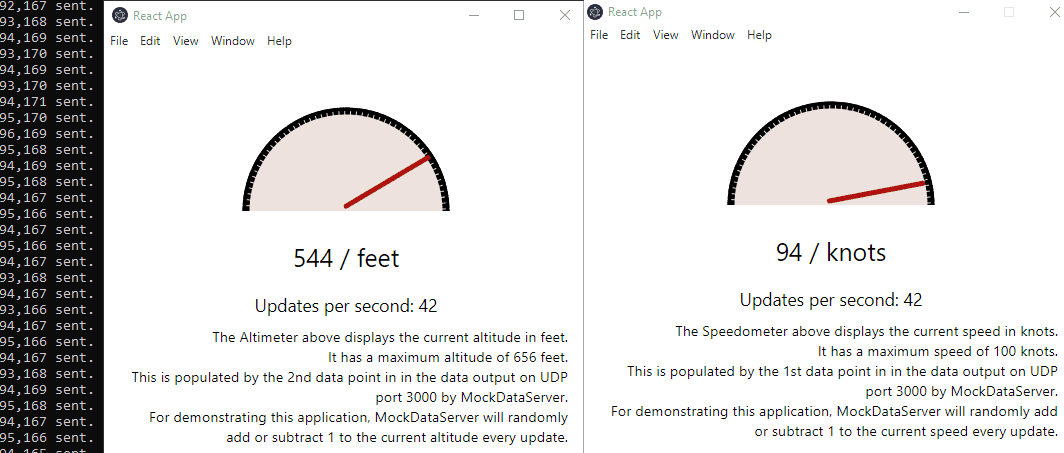 92,167 sent.
93,168 sent.
94,169 sent.
93,170 sent.
94,169 sent.
93,170 sent.
94,171 sent.
95,170 sent.
96,169 sent.
95,168 sent.
94,169 sent.
95,168 sent.
94,167 sent.
95,166 sent.
94,167 sent.
95,166 sent.
94,167 sent.
93,168 sent.
94,167 sent.
93,166 sent.
94,167 sent.
95,166 sent.
94,167 sent.
93,168 sent.
94,169 sent.
95,168 sent.
94,167 sent.
95,166 sent.
94,165 sent.
React App
File Edit View Window Help
544 / feet
Updates per second: 42
The Altimeter above displays the current altitude in feet.
It has a maximum altitude of 656 feet.
This is populated by the 2nd data point in in the data output on UDP
port 3000 by MockDataServer.
For demonstrating this application, MockDataServer will randomly
add or subtract 1 to the current altitude every update.
React App
File Edit View Window Help
94 / knots
Updates per second: 42
The Speedometer above displays the current speed in knots.
It has a maximum speed of 100 knots.
This is populated by the 1st data point in in the data output on UDP
port 3000 by MockDataServer.
For demonstrating this application, MockDataServer will randomly
add or subtract 1 to the current speed every update.